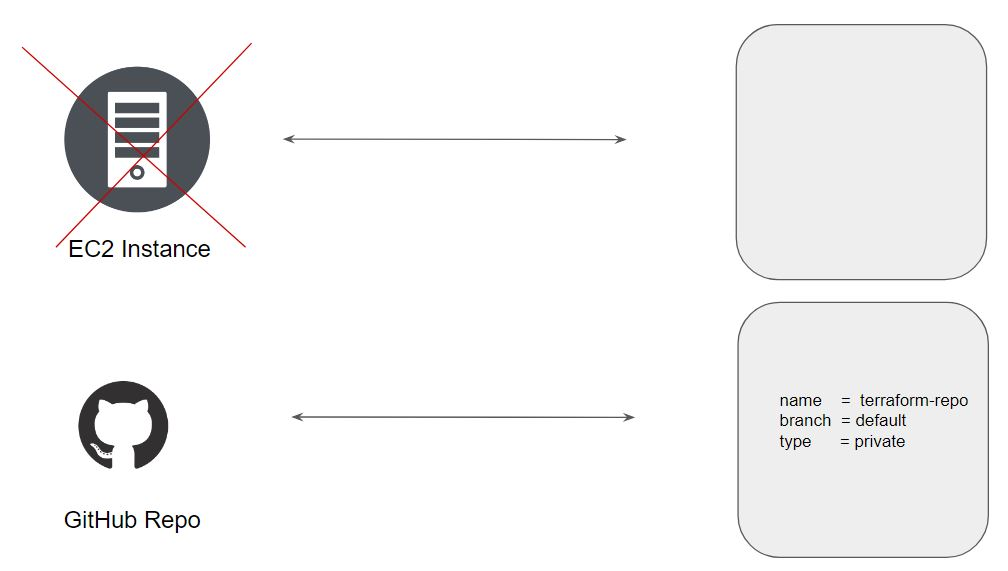 EC2 Instance
name = terraform-repo
branch = default
type = private
GitHub Repo